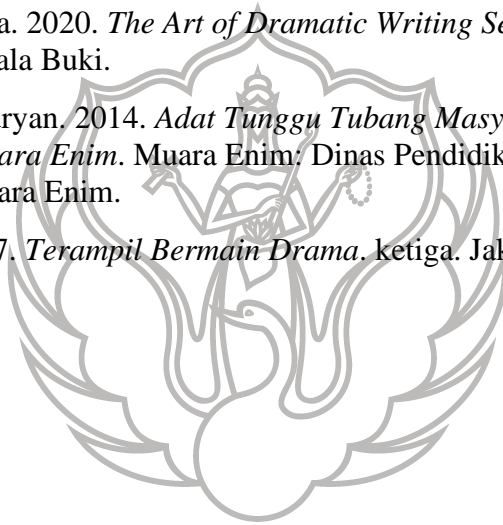 a. 2020. The Art of Dramatic Writing Se
ala Buki.
ryan. 2014. Adat Tunggu Tubang Masy
ara Enim. Muara Enim: Dinas Pendidik
ara Enim.
7. Terampil Bermain Drama. ketiga. Jak